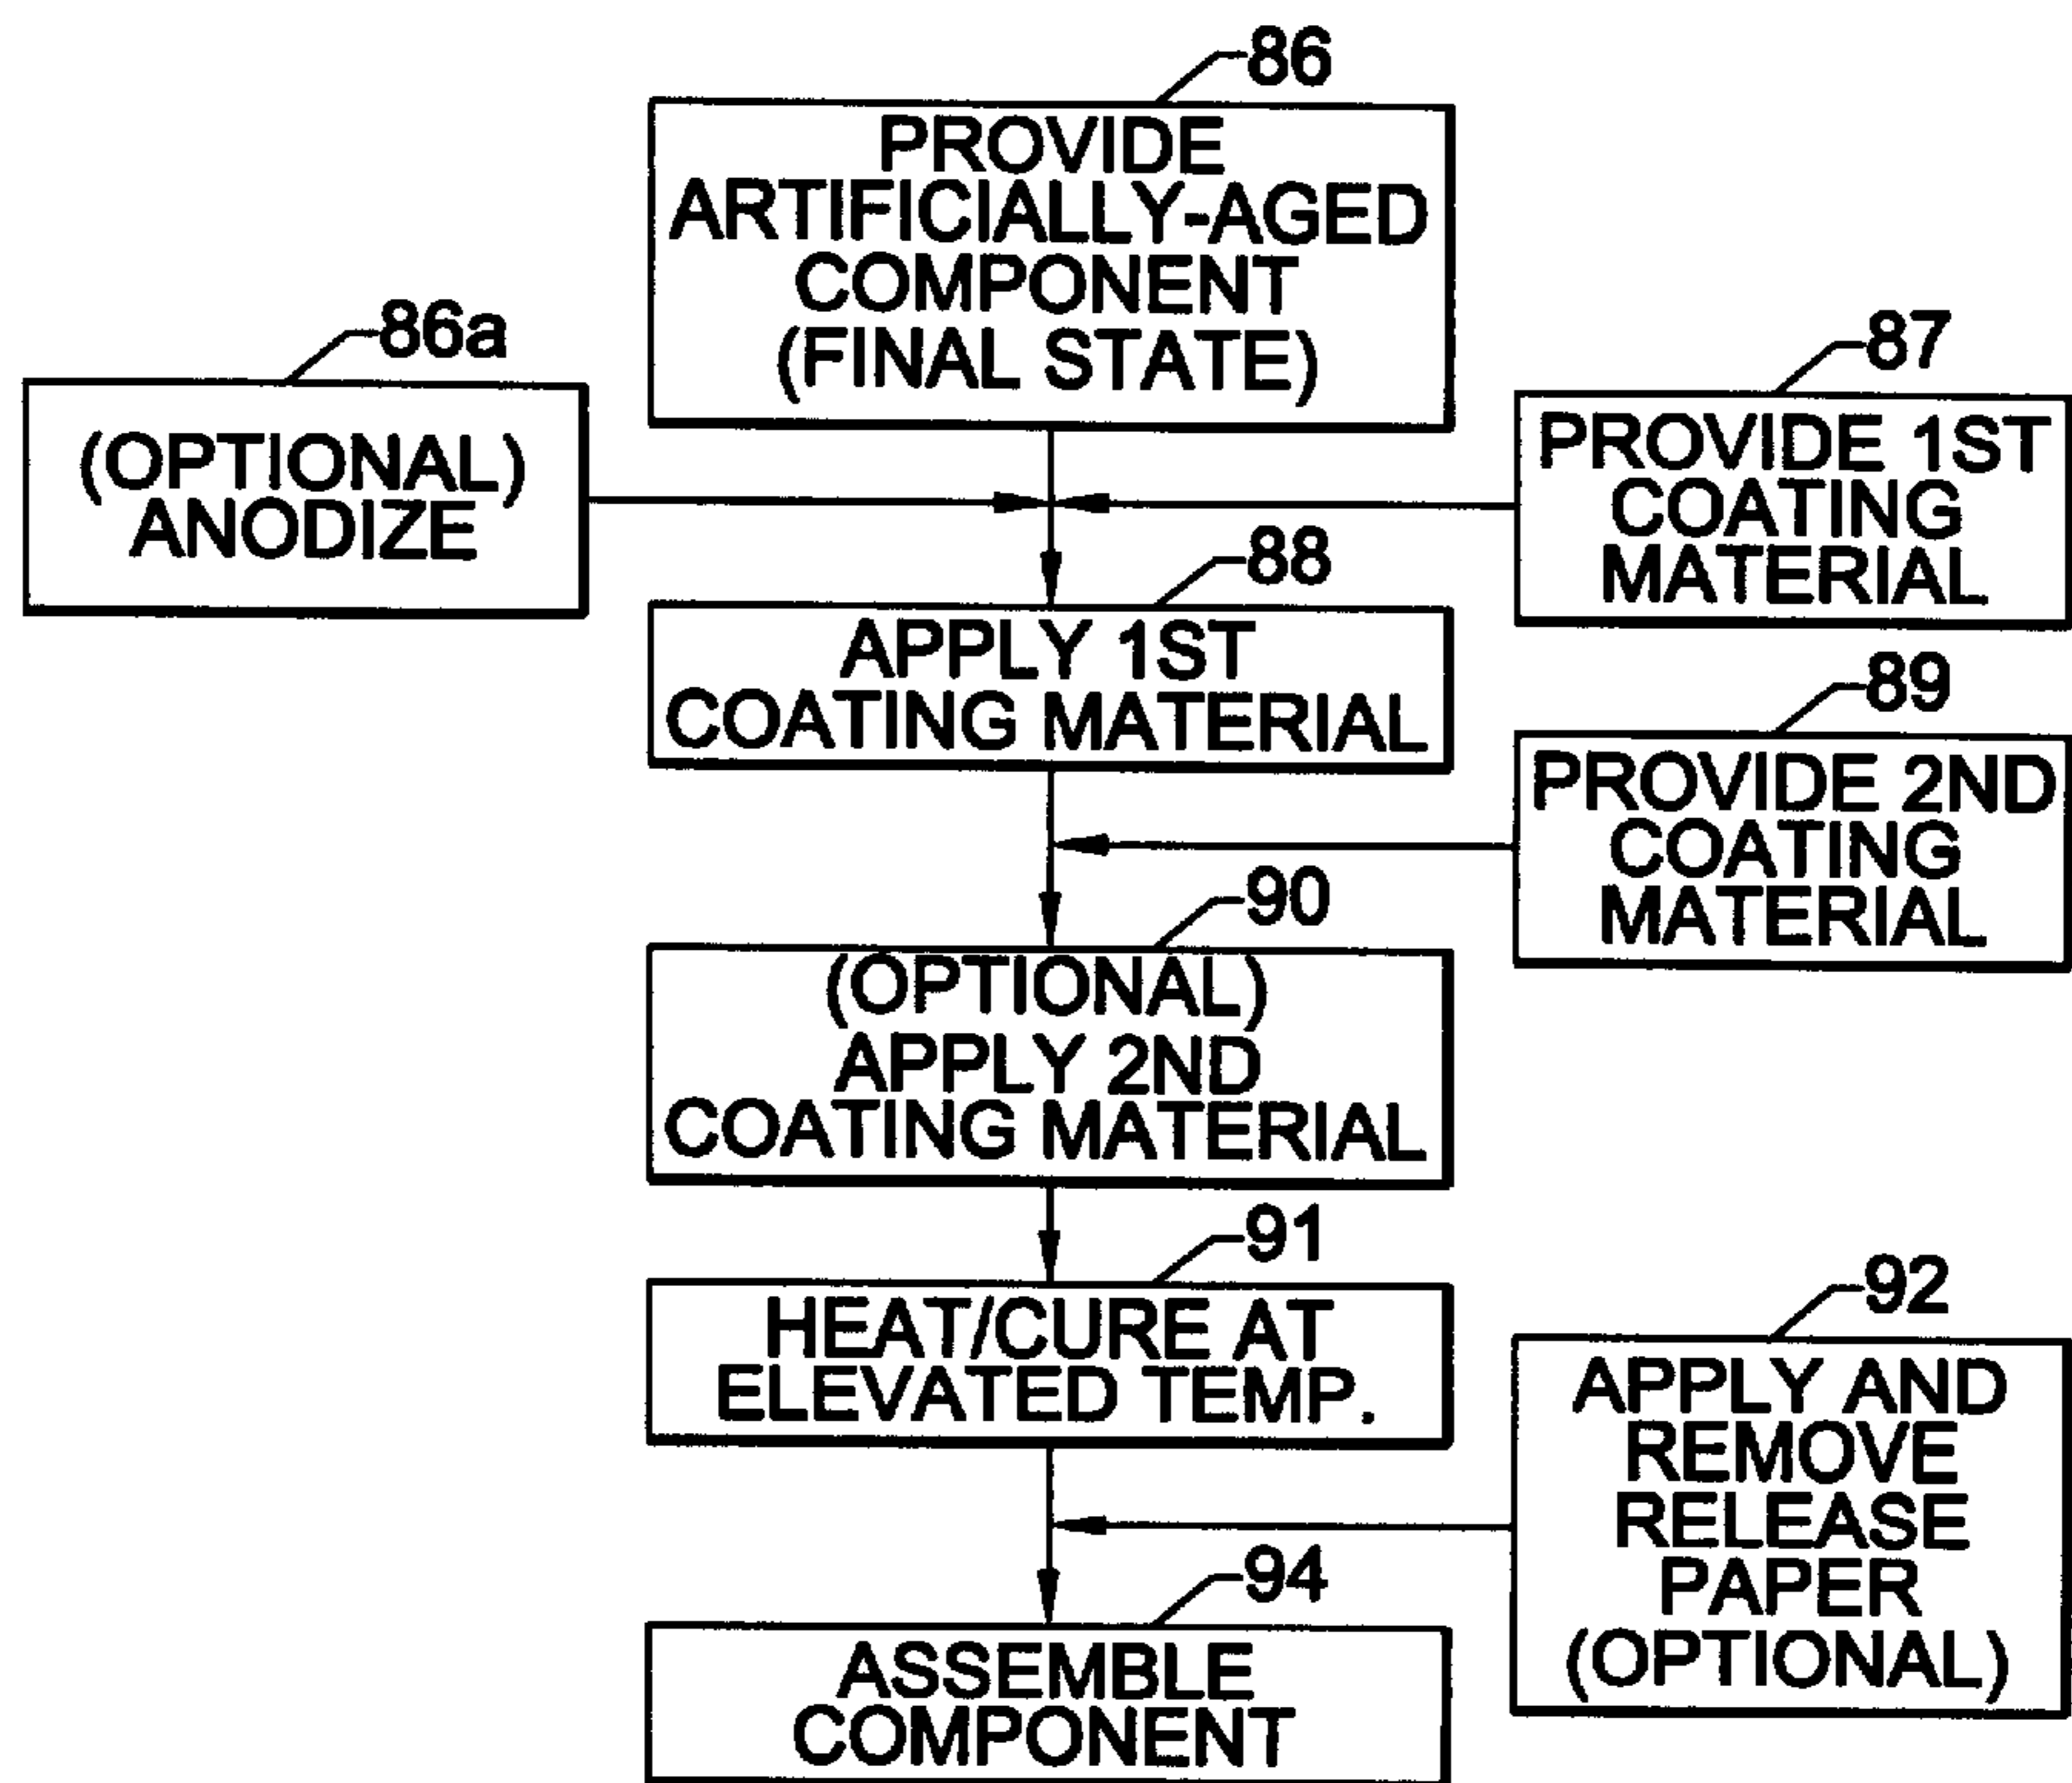 86
PROVIDE
ARTIFICIALLY-AGED
COMPONENT
(FINAL STATE)
86a
(OPTIONAL)
ANODIZE
87
PROVIDE 1ST
COATING
MATERIAL
88
APPLY 1ST
COATING MATERIAL
89
PROVIDE 2ND
COATING
MATERIAL
90
(OPTIONAL)
APPLY 2ND
COATING MATERIAL
91
HEAT/CURE AT
ELEVATED TEMP.
92
APPLY AND
REMOVE
RELEASE
PAPER
(OPTIONAL)
94
ASSEMBLE
COMPONENT